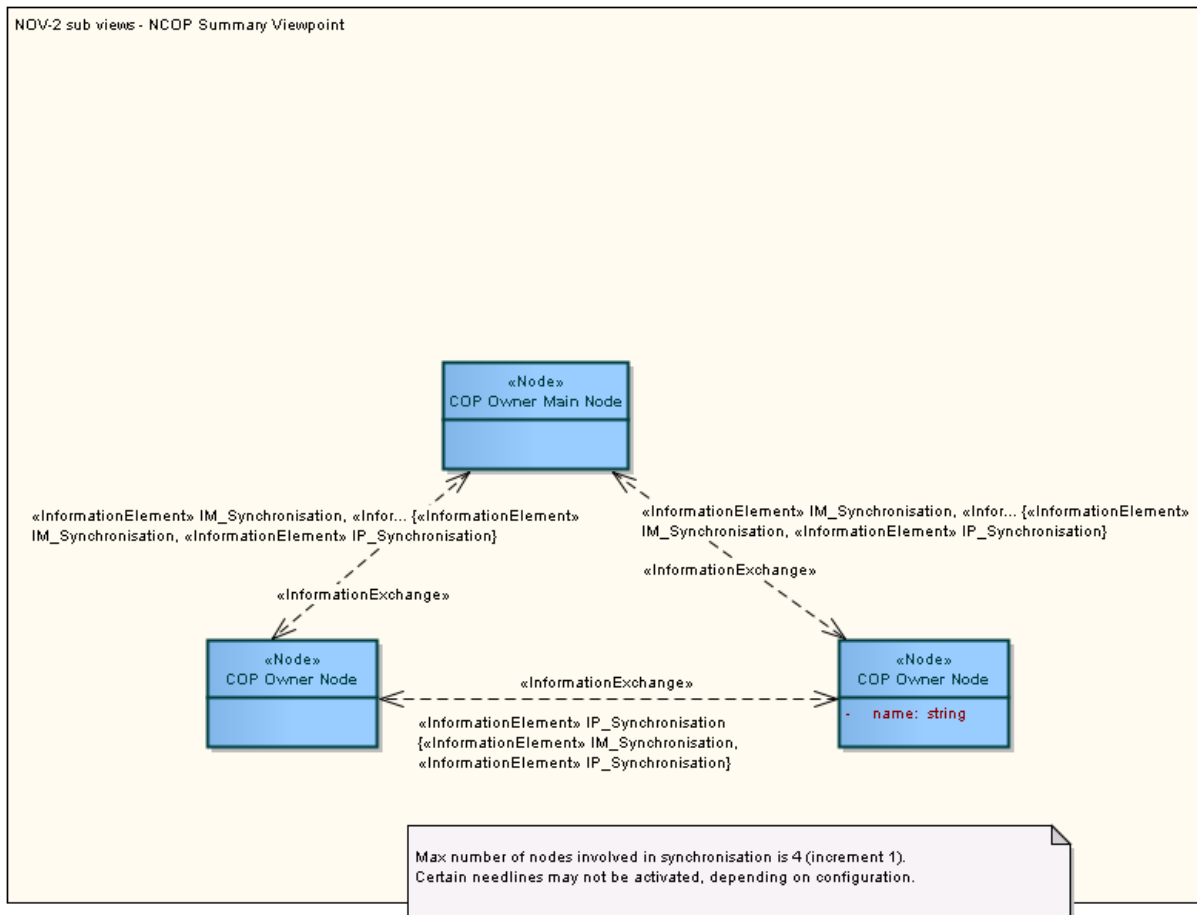 NOV-2 sub views - NCOP Summary Viewpoint
«Node»
COP Owner Main Node
«InformationElement» IM_Synchronisation, «Infor... {«InformationElement»
IM_Synchronisation, «InformationElement» IP_Synchronisation}
«InformationElement» IM_Synchronisation, «Infor... {«InformationElement»
IM_Synchronisation, «InformationElement» IP_Synchronisation}
«InformationExchange»
«InformationExchange»
«Node»
COP Owner Node
«Node»
COP Owner Node
- name: string
«InformationExchange»
«InformationElement» IP_Synchronisation
{«InformationElement» IM_Synchronisation,
«InformationElement» IP_Synchronisation}
Max number of nodes involved in synchronisation is 4 (increment 1).
Certain needlines may not be activated, depending on configuration.